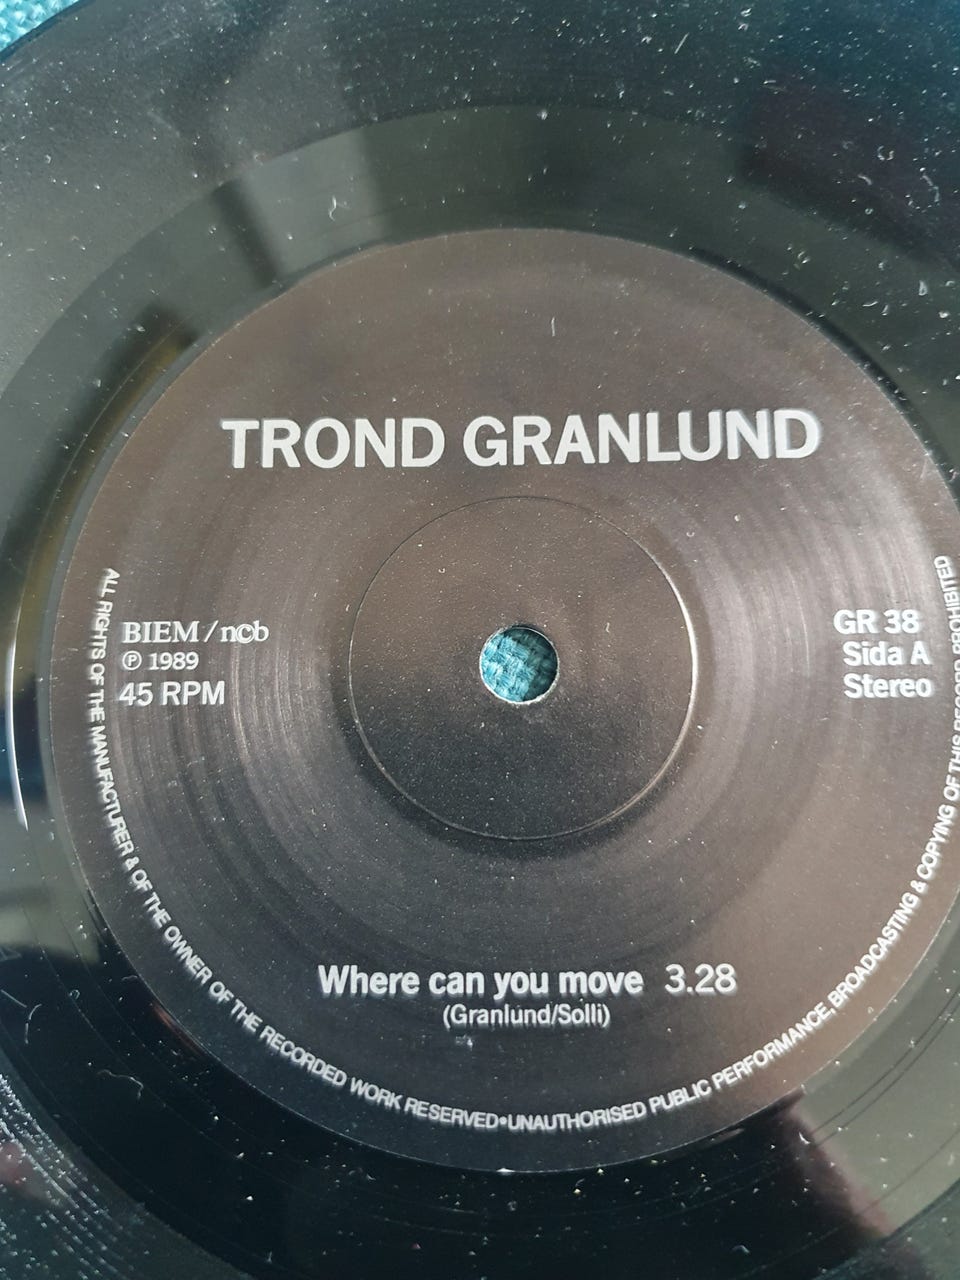 TROND GRANLUND
BIEM / ncb
Ⓟ 1989
45 RPM
GR 38
Sida A
Stereo
Where can you move 3.28
(Granlund/Solli)
ALL RIGHTS OF THE MANUFACTURER & OF THE OWNER OF THE RECORDED WORK RESERVED•UNAUTHORISED PUBLIC PERFORMANCE, BROADCASTING & COPYING OF THIS RECORD PROHIBITED